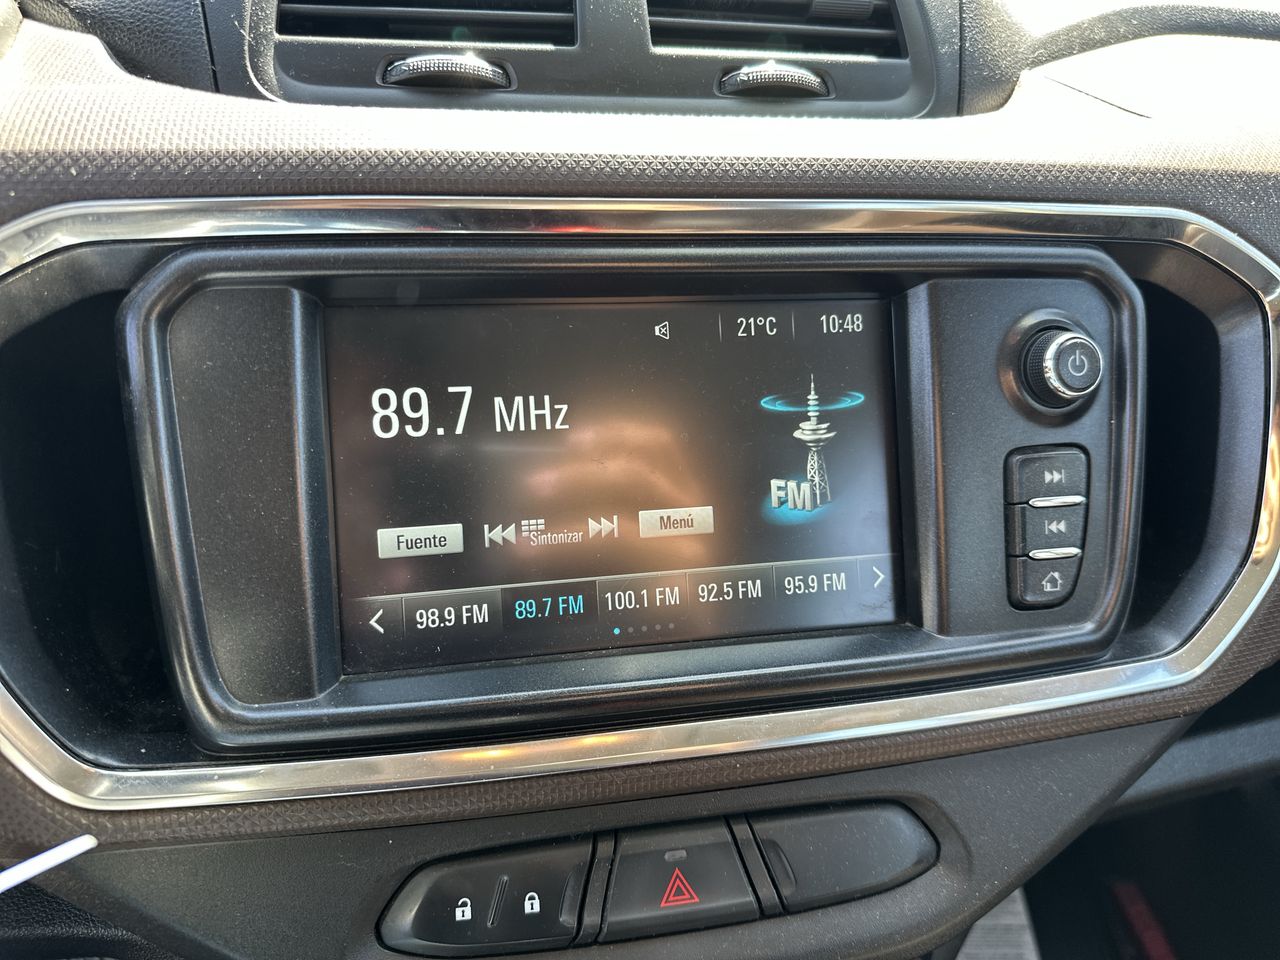 21°C 10:48
89.7 MHz
FM
Fuente Sintonizar Menú
98.9 FM 89.7 FM 100.1 FM 92.5 FM 95.9 FM